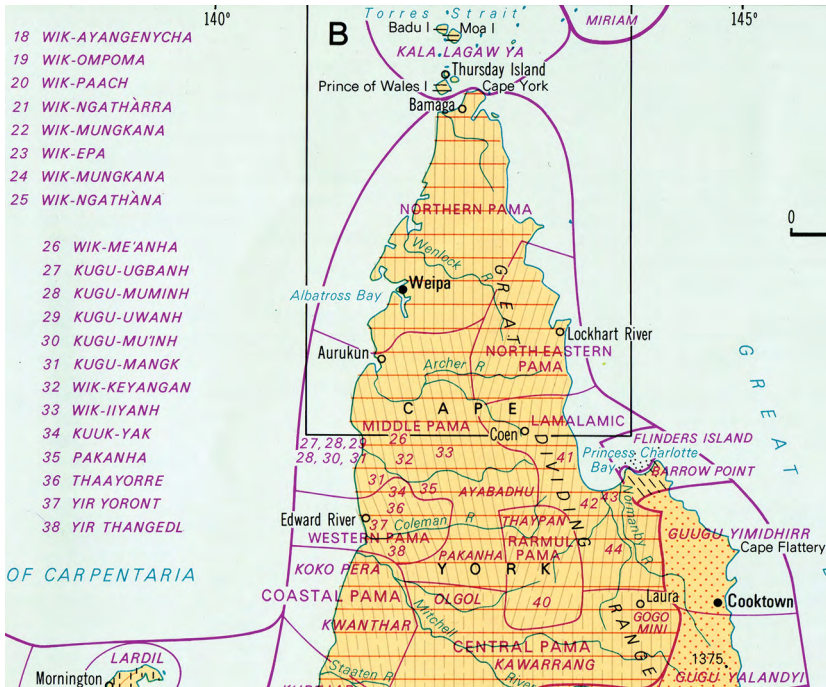 140°
145°
Torres Strait
B
Badu I
Moa I
MIRIAM
KALA LAGAW YA
Thursday Island
Prince of Wales I
Cape York
Bamaga
18 WIK-AYANGENYCHA
19 WIK-OMPOMA
20 WIK-PAACH
21 WIK-NGATHÀRRA
22 WIK-MUNGKANA
23 WIK-EPA
24 WIK-MUNGKANA
25 WIK-NGATHÀNA
26 WIK-ME'ANHA
27 KUGU-UGBANH
28 KUGU-MUMINH
29 KUGU-UWANH
30 KUGU-MU'INH
31 KUGU-MANGK
32 WIK-KEYANGAN
33 WIK-IIYANH
34 KUUK-YAK
35 PAKANHA
36 THAAYORRE
37 YIR YORONT
38 YIR THANGEDL
0
NORTHERN PAMA
Wenlock R
Albatross Bay
Weipa
GREAT
Lockhart River
Aurukun
NORTH-EASTERN
PAMA
Archer R
GREAT
CAPE
MIDDLE PAMA
LAMALAMIC
Coen
27, 28, 29
26
28, 30, 31
32
33
41
DIVIDING
FLINDERS ISLAND
Princess Charlotte
Bay
BARROW POINT
31
34
35
AYABADHU
42
43
36
Edward River
37
Coleman R
THAYPAN
Normanby R
GUUGU YIMIDHIRR
WESTERN PAMA
38
PAKANHA
RARMUL
PAMA
44
Cape Flattery
KOKO PERA
YORK
OF CARPENTARIA
COASTAL PAMA
OLGOL
40
Laura
Cooktown
KWANTHAR
Mitchell
River
RANGE
GOGO
MINI
CENTRAL PAMA
KAWARRANG
1375
LARDIL
Mornington
Staaten R
GUGU YALANDYI